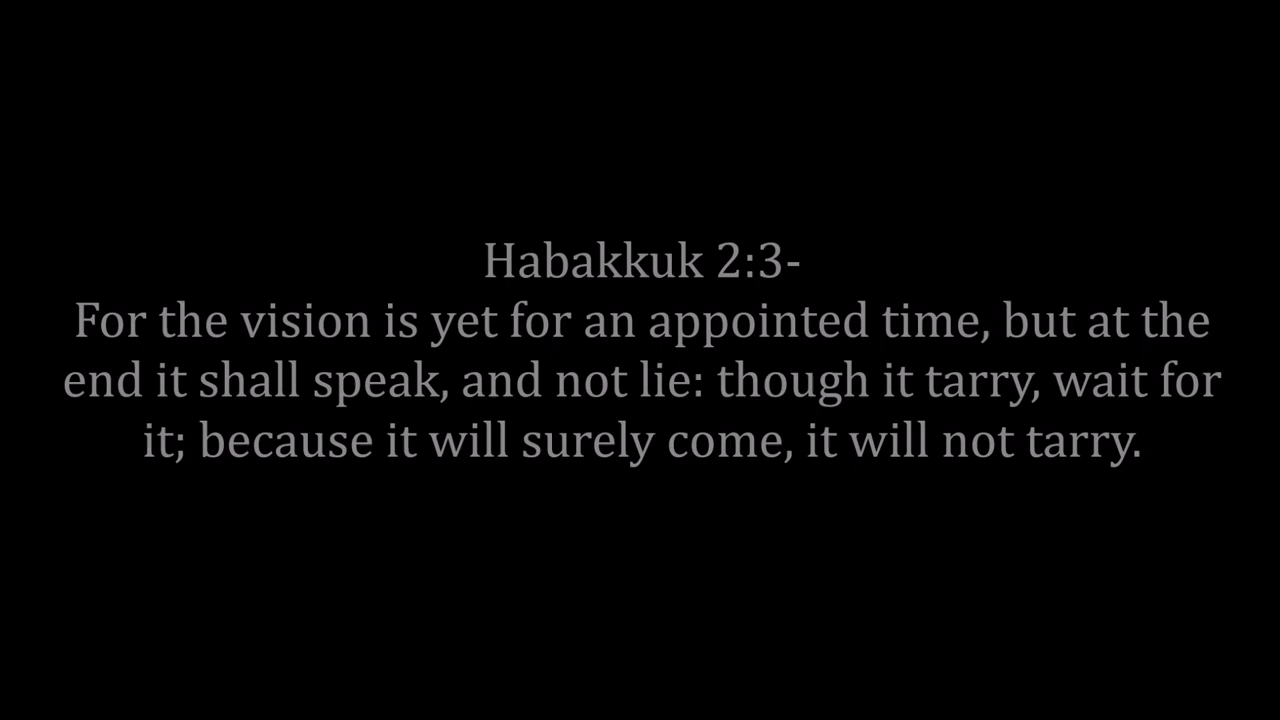 Habakkuk 2:3-
For the vision is yet for an appointed time, but at the
end it shall speak, and not lie: though it tarry, wait for
it; because it will surely come, it will not tarry.